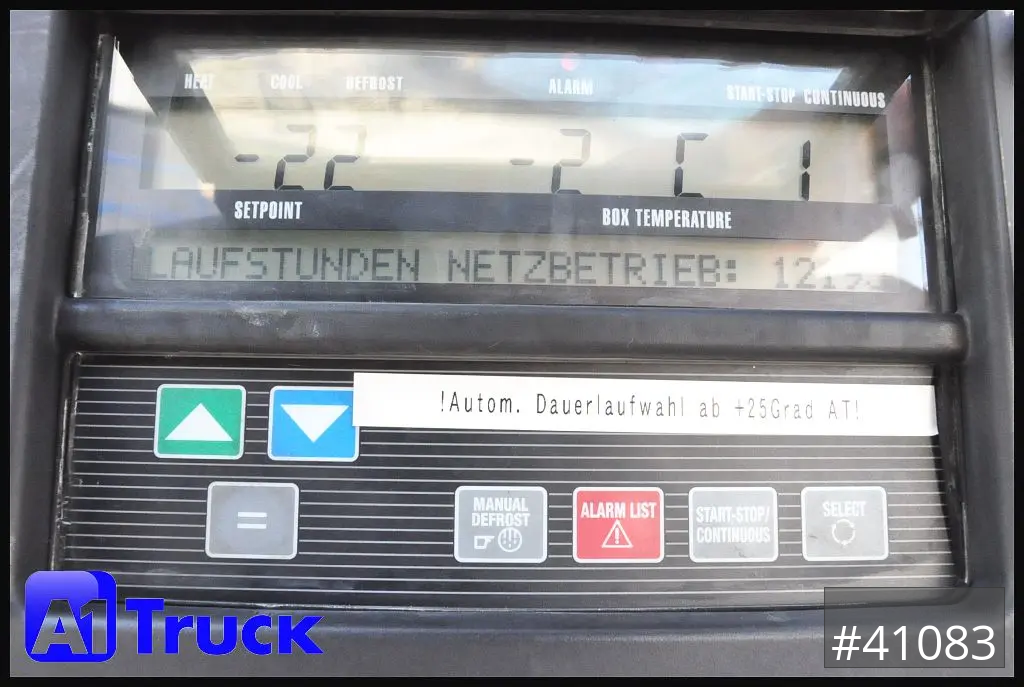 HEAT COOL DEFROST ALARM START-STOP CONTINUOUS
-22 -2 C 1
SETPOINT BOX TEMPERATURE
LAUFSTUNDEN NETZBETRIEB:
!Autom. Dauerlaufwahl ab +25Grad AT!
=
MANUAL DEFROST
ALARM LIST
START-STOP/
CONTINUOUS
SELECT
A1 Truck
#41083